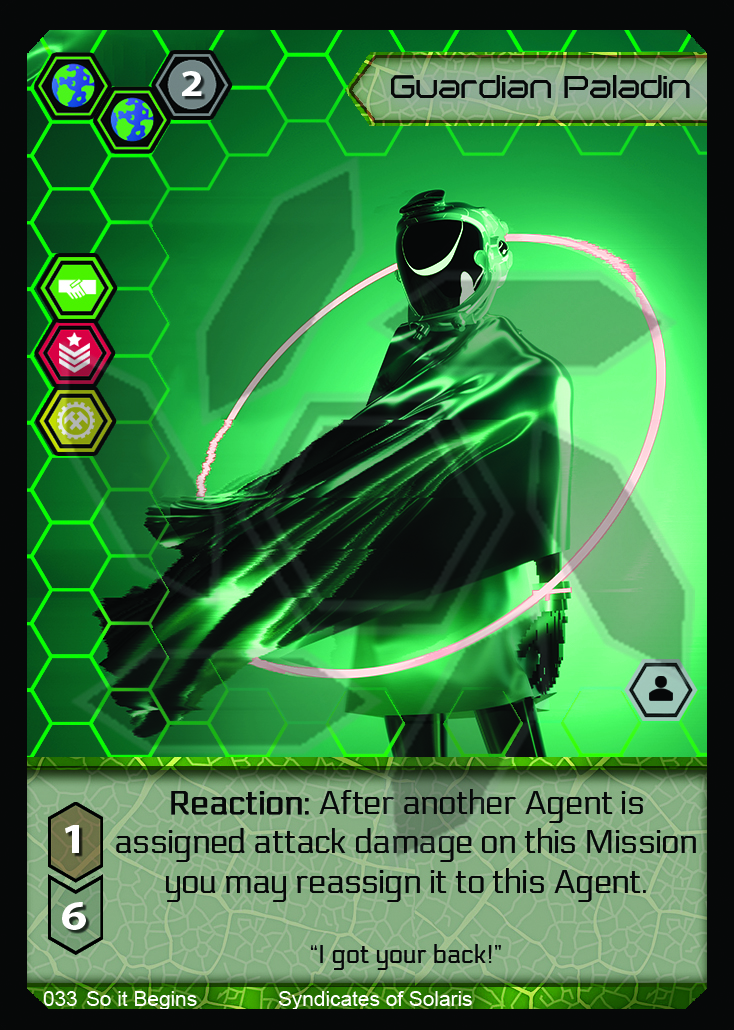 2
Guardian Paladin
1
6
Reaction: After another Agent is
assigned attack damage on this Mission
you may reassign it to this Agent.
“I got your back!”
033 So it Begins
Syndicates of Solaris